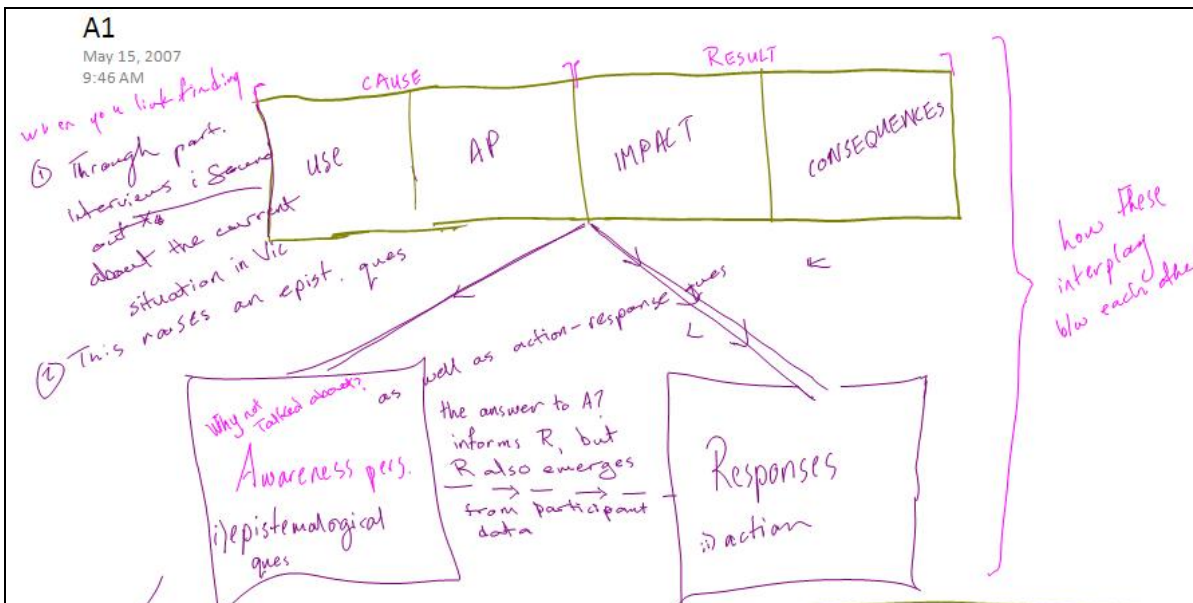 A1
May 15, 2007
9:46 AM
CAUSE
RESULT
USE
AP
IMPACT
CONSEQUENCES
when you link finding
① Through part.
interviews i
out
about the current
situation in Vic
② This raises an epist. ques
as well as action-response ques
how these
interplay
b/w each other
Why not
Talked about?
Awareness pers.
i) epistemalogical
ques
the answer to A?
informs R, but
R also emerges
from participant
data
Responses
ii) action